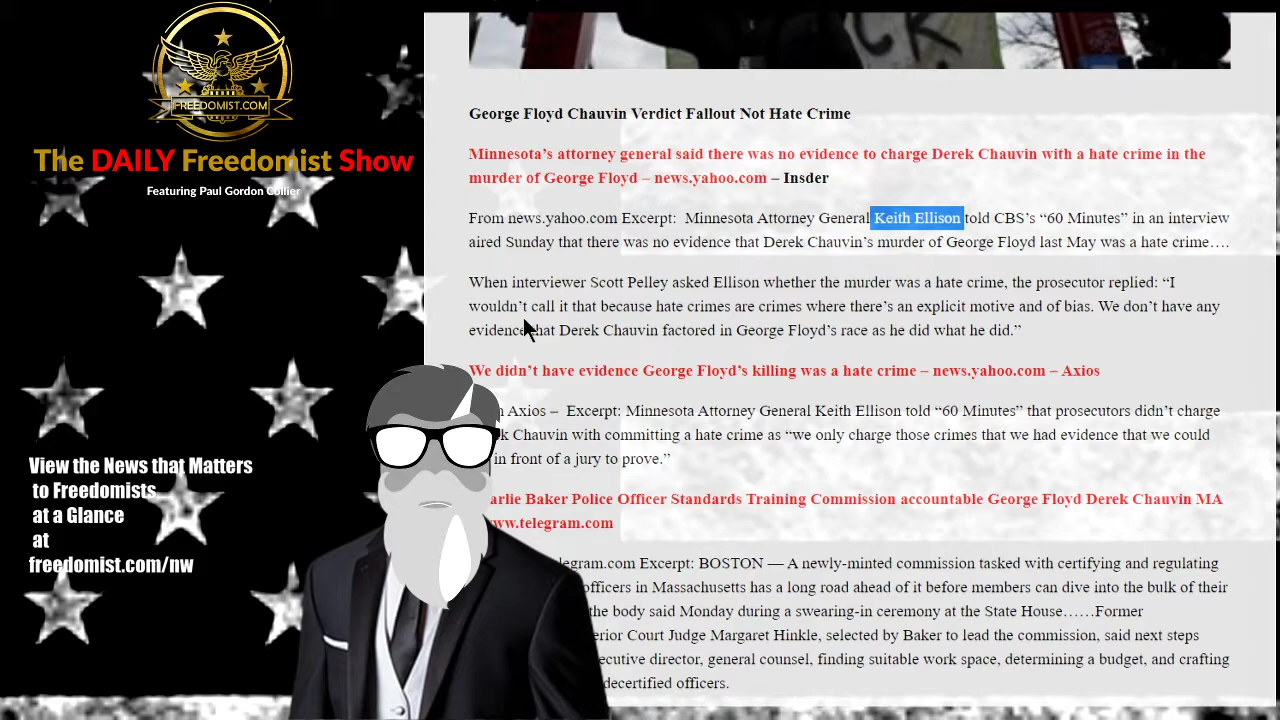 FREEDOMIST.COM
The DAILY Freedomist Show
Featuring Paul Gordon Collier
View the News that Matters
to Freedomists
at a Glance
at
freedomist.com/nw
George Floyd Chauvin Verdict Fallout Not Hate Crime
Minnesota’s attorney general said there was no evidence to charge Derek Chauvin with a hate crime in the
murder of George Floyd – news.yahoo.com – Insder
From news.yahoo.com Excerpt: Minnesota Attorney General Keith Ellison told CBS’s “60 Minutes” in an interview
aired Sunday that there was no evidence that Derek Chauvin’s murder of George Floyd last May was a hate crime….
When interviewer Scott Pelley asked Ellison whether the murder was a hate crime, the prosecutor replied: “I
wouldn’t call it that because hate crimes are crimes where there’s an explicit motive and of bias. We don’t have any
evidence that Derek Chauvin factored in George Floyd’s race as he did what he did.”
We didn’t have evidence George Floyd’s killing was a hate crime – news.yahoo.com – Axios
Axios – Excerpt: Minnesota Attorney General Keith Ellison told “60 Minutes” that prosecutors didn’t charge
Chauvin with committing a hate crime as “we only charge those crimes that we had evidence that we could
in front of a jury to prove.”
Baker Police Officer Standards Training Commission accountable George Floyd Derek Chauvin MA
www.telegram.com
Excerpt: BOSTON — A newly-minted commission tasked with certifying and regulating
officers in Massachusetts has a long road ahead of it before members can dive into the bulk of their
the body said Monday during a swearing-in ceremony at the State House……Former
Court Judge Margaret Hinkle, selected by Baker to lead the commission, said next steps
director, general counsel, finding suitable work space, determining a budget, and crafting
decertified officers.